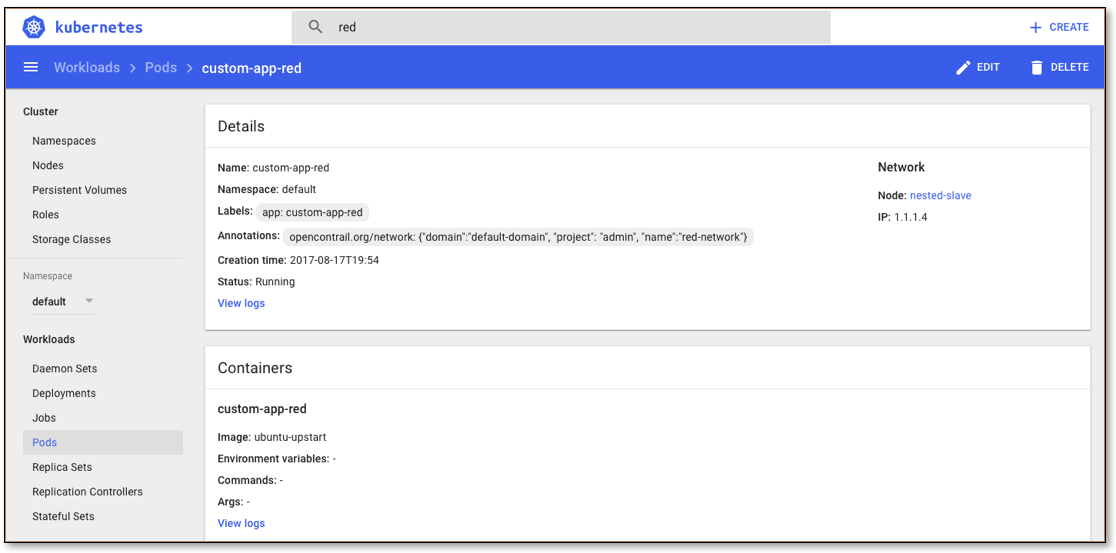 kubernetes
red
CREATE
Workloads > Pods > custom-app-red
EDIT
DELETE
Cluster
Namespaces
Nodes
Persistent Volumes
Roles
Storage Classes
Namespace
default
Workloads
Daemon Sets
Deployments
Jobs
Pods
Replica Sets
Replication Controllers
Stateful Sets
Details
Name: custom-app-red
Namespace: default
Labels: app: custom-app-red
Annotations: opencontrail.org/network: {"domain":"default-domain", "project": "admin", "name":"red-network"}
Creation time: 2017-08-17T19:54
Status: Running
View logs
Network
Node: nested-slave
IP: 1.1.1.4
Containers
custom-app-red
Image: ubuntu-upstart
Environment variables: -
Commands: -
Args: -
View logs